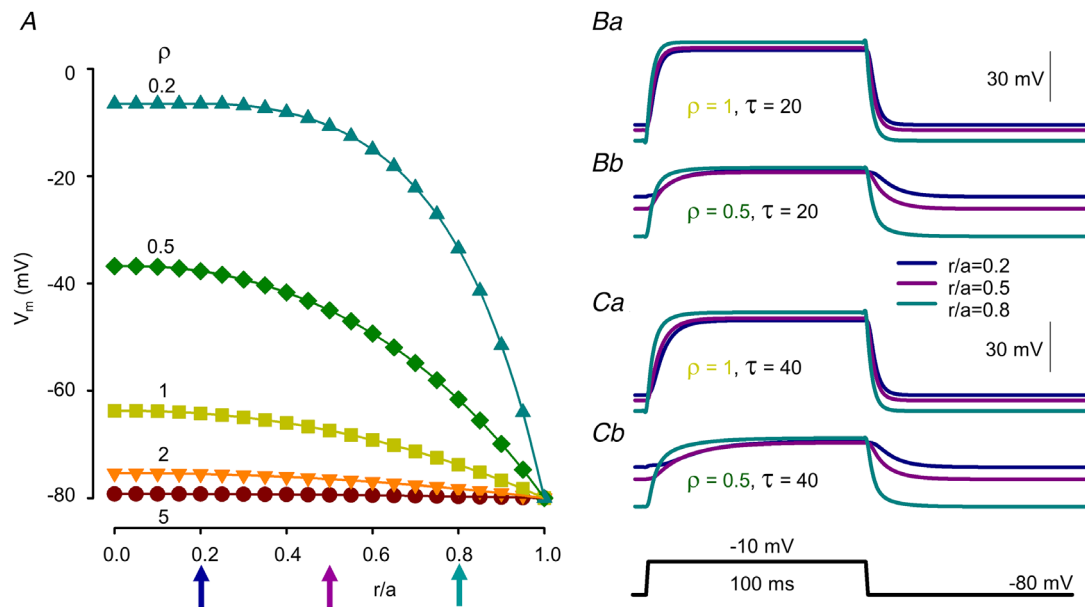 A
ρ
0
0.2
-20
0.5
-40
-60
1
2
-80
5
V_m (mV)
0.0 0.2 0.4 0.6 0.8 1.0
r/a
Ba
30 mV
ρ = 1, τ = 20
Bb
ρ = 0.5, τ = 20
r/a=0.2
r/a=0.5
r/a=0.8
Ca
30 mV
ρ = 1, τ = 40
Cb
ρ = 0.5, τ = 40
-10 mV
100 ms
-80 mV